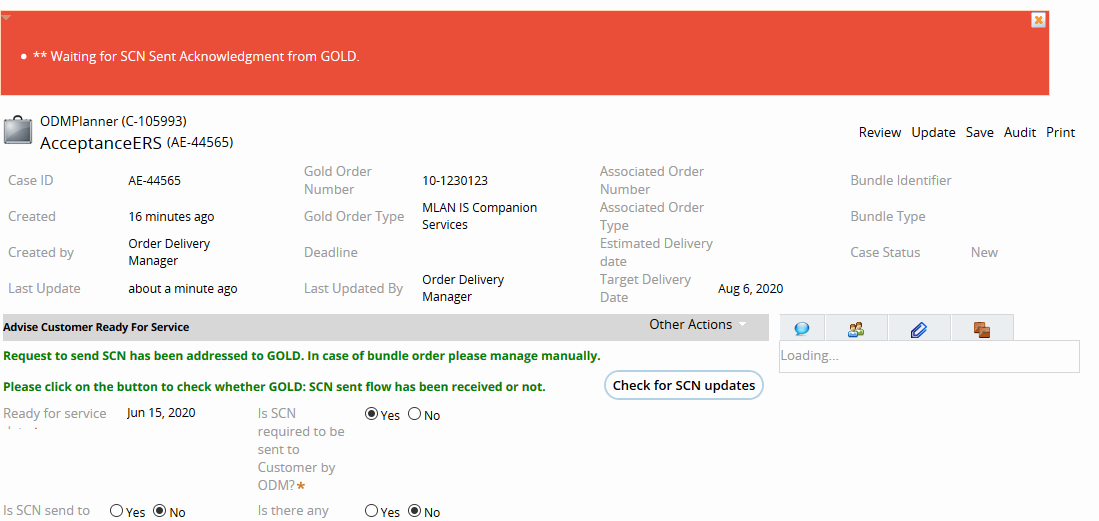 ** Waiting for SCN Sent Acknowledgment from GOLD.
ODMPlanner (C-105993)
AcceptanceERS (AE-44565)
Review Update Save Audit Print
Case ID AE-44565 Gold Order Number 10-1230123 Associated Order Number Bundle Identifier
Created 16 minutes ago Gold Order Type MLAN IS Companion Services Associated Order Type Bundle Type
Created by Order Delivery Manager Deadline Estimated Delivery date Case Status New
Last Update about a minute ago Last Updated By Order Delivery Manager Target Delivery Date Aug 6, 2020
Advise Customer Ready For Service Other Actions
Loading...
Request to send SCN has been addressed to GOLD. In case of bundle order please manage manually.
Please click on the button to check whether GOLD: SCN sent flow has been received or not. Check for SCN updates
Ready for service Jun 15, 2020 Is SCN required to be sent to Customer by ODM?* Yes No
Is SCN send to Yes No Is there any Yes No